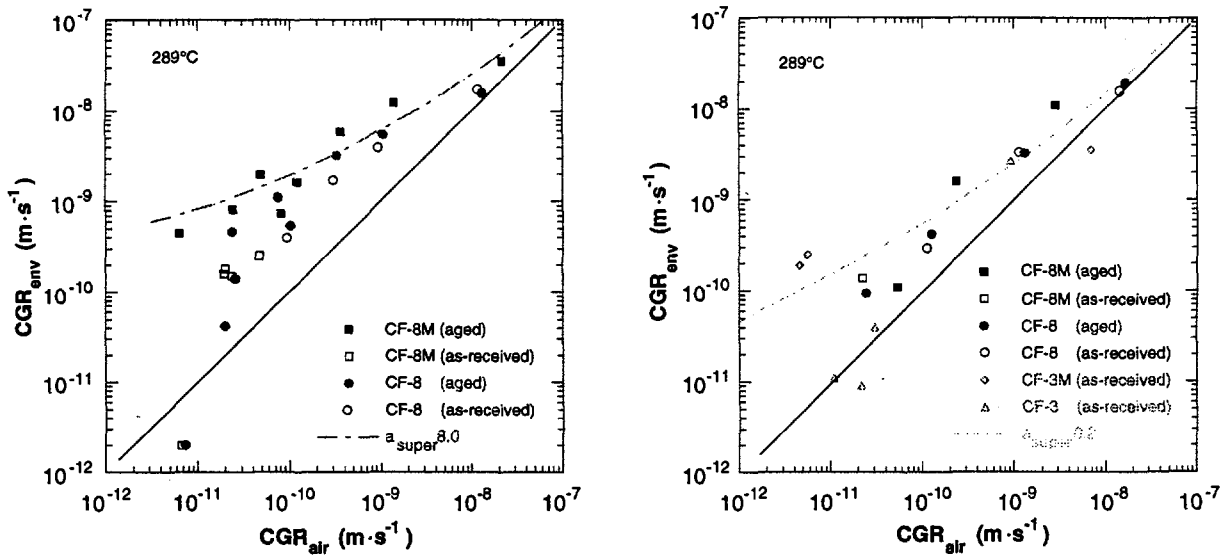 10⁻⁷
10⁻⁸
10⁻⁹
10⁻¹⁰
10⁻¹¹
10⁻¹²
CGR_env (m·s⁻¹)
289°C
CF-8M (aged)
CF-8M (as-received)
CF-8 (aged)
CF-8 (as-received)
a_super 8.0
10⁻¹² 10⁻¹¹ 10⁻¹⁰ 10⁻⁹ 10⁻⁸ 10⁻⁷
CGR_air (m·s⁻¹)
10⁻⁷
10⁻⁸
10⁻⁹
10⁻¹⁰
10⁻¹¹
10⁻¹²
CGR_env (m·s⁻¹)
289°C
CF-8M (aged)
CF-8M (as-received)
CF-8 (aged)
CF-8 (as-received)
CF-3M (as-received)
CF-3 (as-received)
a_super 0.2
10⁻¹² 10⁻¹¹ 10⁻¹⁰ 10⁻⁹ 10⁻⁸ 10⁻⁷
CGR_air (m·s⁻¹)